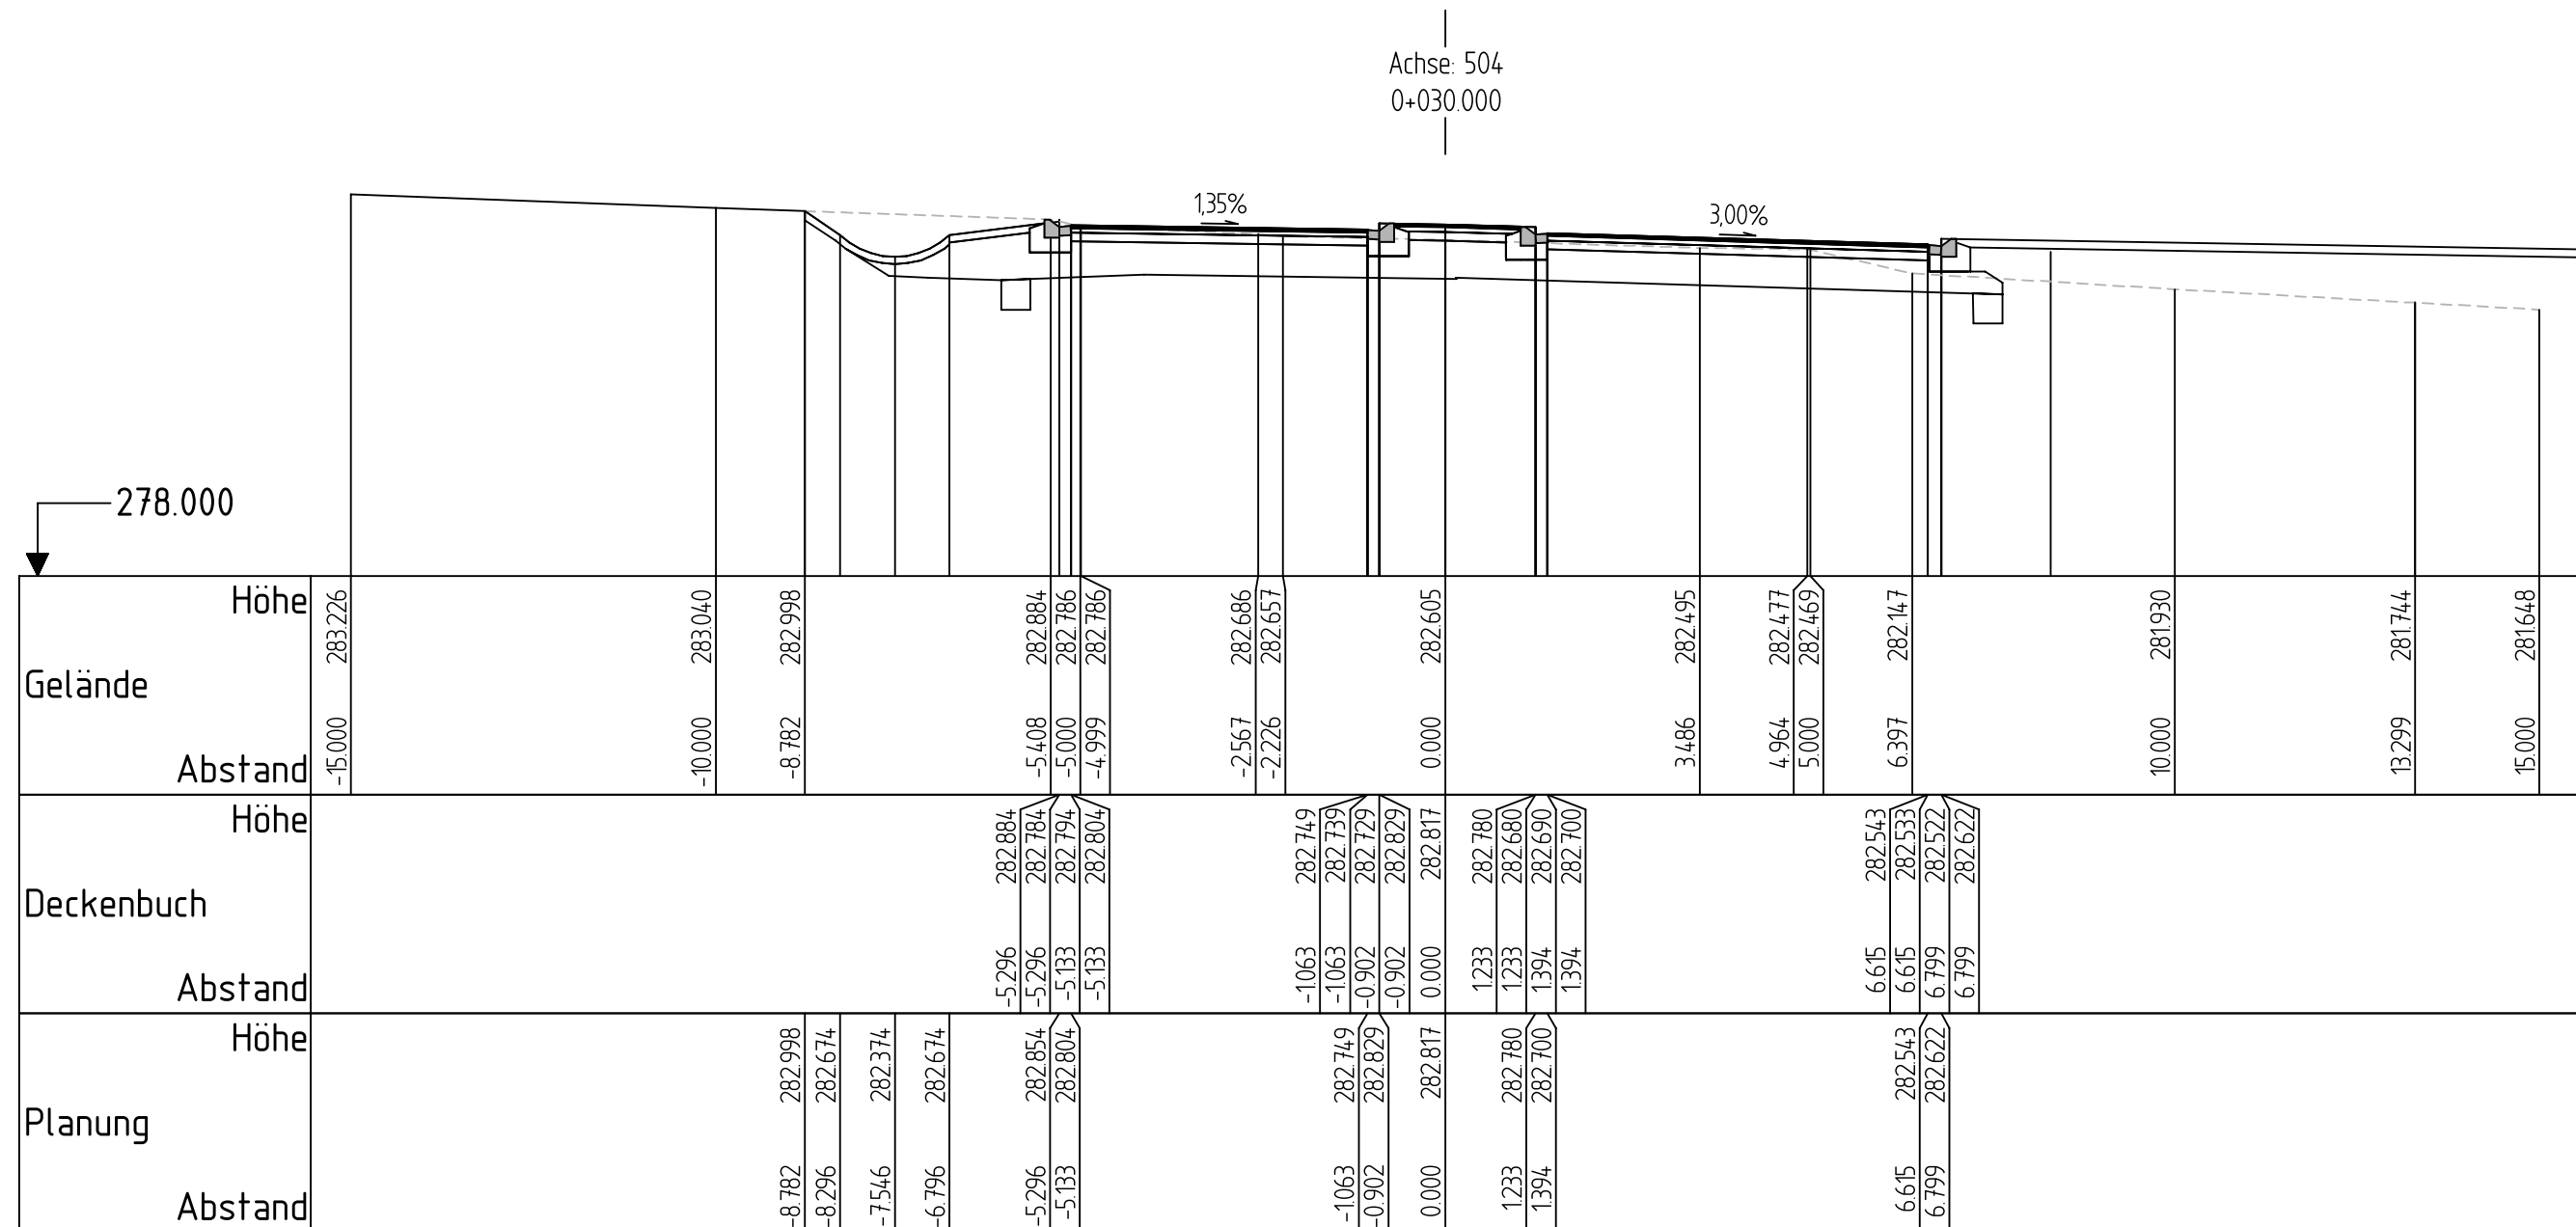 Achse: 504
0+030.000
1,35%
3,00%
278.000
Höhe
283.226 283.040 282.998 282.884 282.786 282.786 282.686 282.657 282.605 282.495 282.477 282.469 282.147 281.930 281.744 281.648
Gelände
Abstand
-15.000 -10.000 -8.782 -5.408 -5.000 -4.999 -2.567 -2.226 0.000 3.486 4.964 5.000 6.397 10.000 13.299 15.000
Höhe
282.884 282.784 282.794 282.804 282.749 282.739 282.729 282.829 282.817 282.780 282.680 282.690 282.700 282.543 282.533 282.522 282.622
Deckenbuch
Abstand
-5.296 -5.296 -5.133 -5.133 -1.063 -1.063 -0.902 -0.902 0.000 1.233 1.233 1.394 1.394 6.615 6.615 6.799 6.799
Höhe
282.998 282.674 282.374 282.674 282.854 282.804 282.749 282.829 282.817 282.780 282.700 282.543 282.622
Planung
Abstand
-8.782 -8.296 -7.546 -6.796 -5.296 -5.133 -1.063 -0.902 0.000 1.233 1.394 6.615 6.799